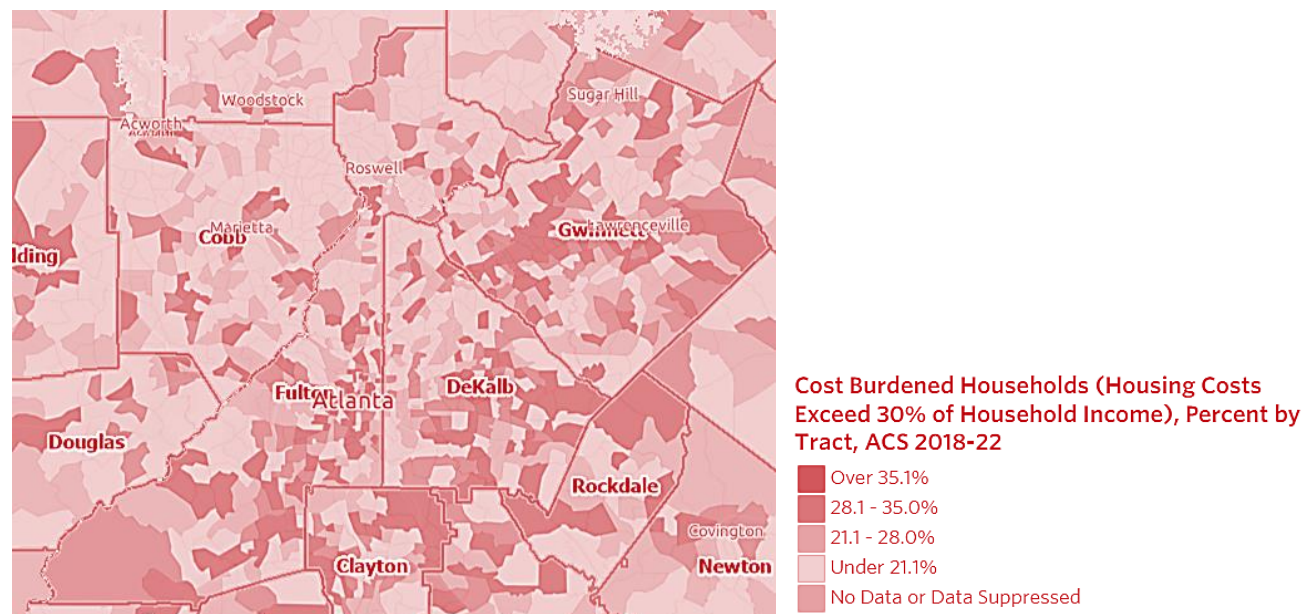 Sugar Hill
Woodstock
Acworth
Roswell
Marietta
Cobb
Lawrenceville
Gwinnett
lding
Fulton
Atlanta
DeKalb
Douglas
Rockdale
Covington
Clayton
Newton
Cost Burdened Households (Housing Costs
Exceed 30% of Household Income), Percent by
Tract, ACS 2018-22
Over 35.1%
28.1 - 35.0%
21.1 - 28.0%
Under 21.1%
No Data or Data Suppressed